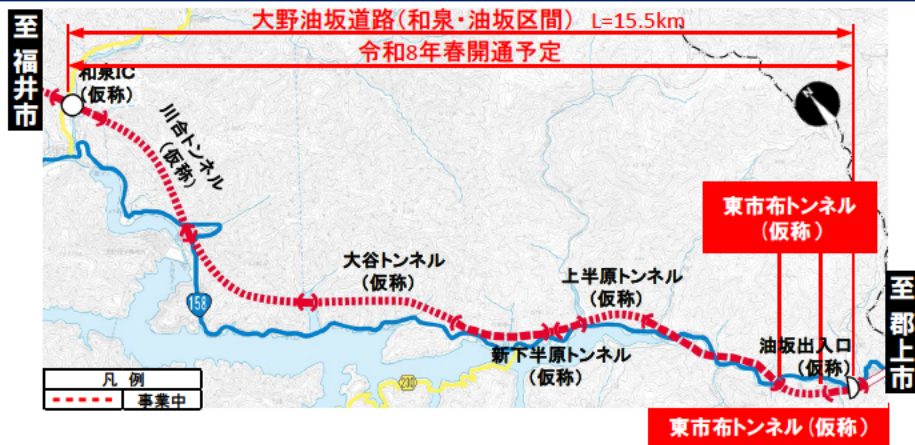 大野油坂道路(和泉・油坂区間) L=15.5km
令和8年春開通予定
至 福井市
和泉IC
(仮称)
川合トンネル
(仮称)
158
大谷トンネル
(仮称)
上半原トンネル
(仮称)
新下半原トンネル
(仮称)
230
東市布トンネル
(仮称)
油坂出入口
(仮称)
至 郡上市
N
凡 例
事業中
東市布トンネル(仮称)